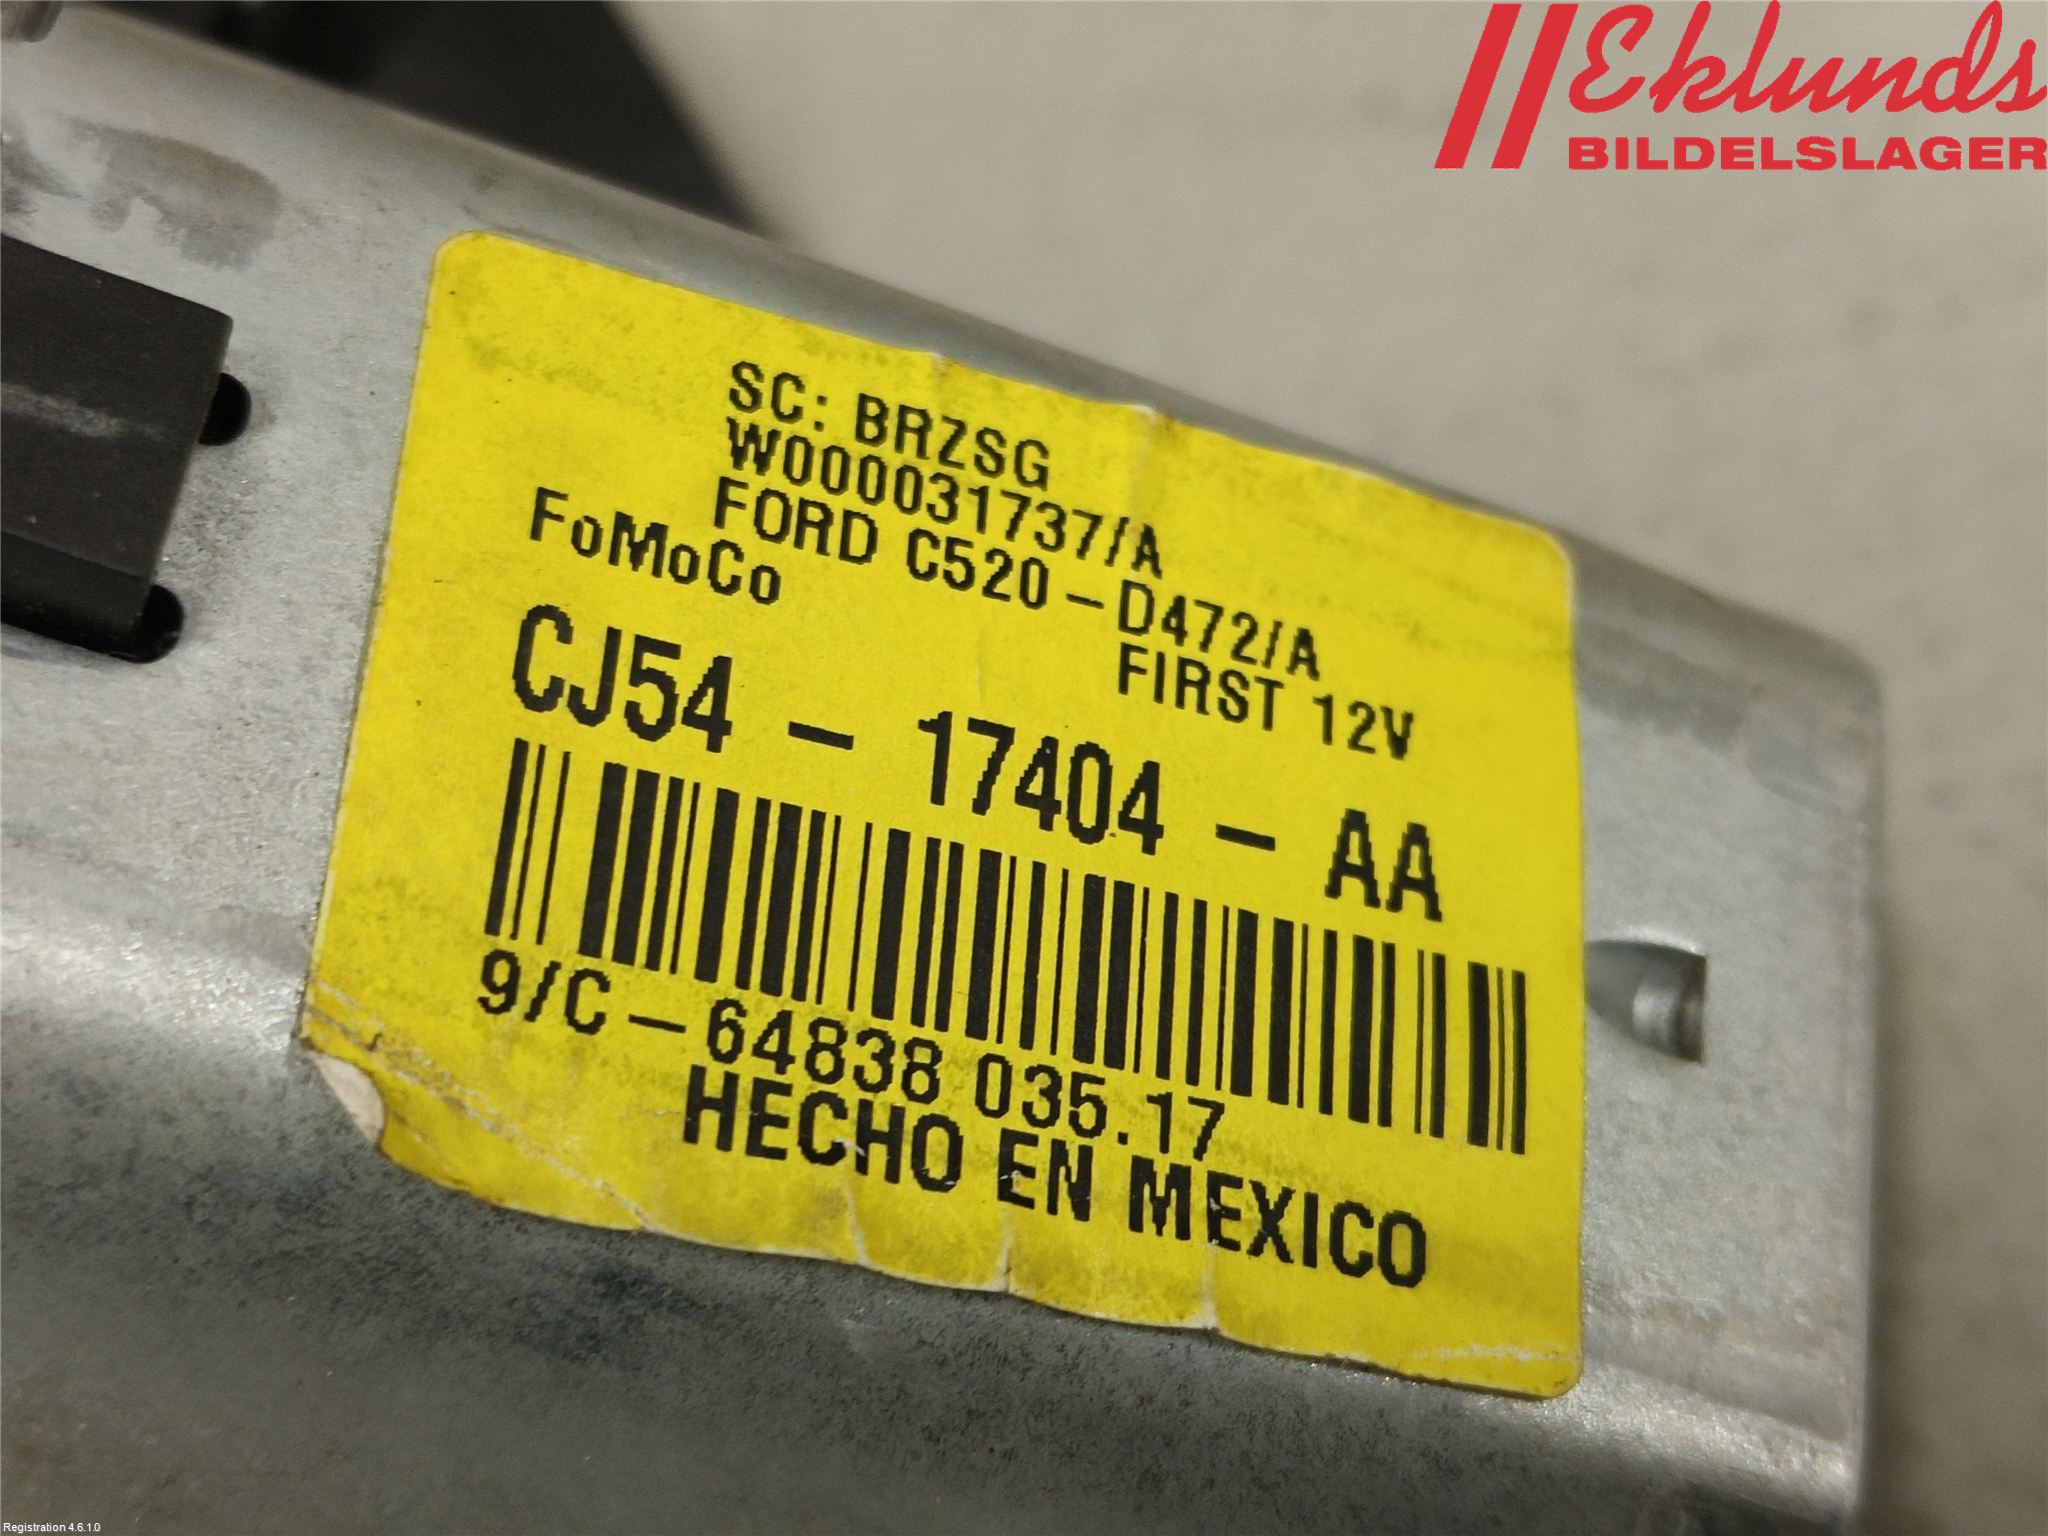 Eklunds
BILDELSLAGER
SC: BRZSG
W000031737/A
FORD C520-D472/A
FoMoCo
FIRST 12V
CJ54 - 17404 - AA
9/C-64838 035.17
HECHO EN MEXICO
Registration 4.6.1.0